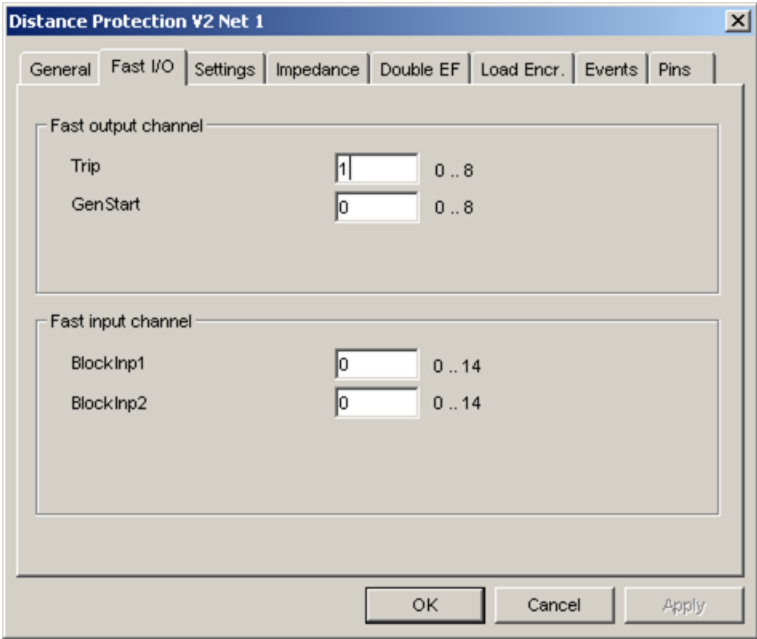 Distance Protection V2 Net 1
General Fast I/O Settings Impedance Double EF Load Encr. Events Pins
Fast output channel
Trip 1 0 .. 8
GenStart 0 0 .. 8
Fast input channel
BlockInp1 0 0 .. 14
BlockInp2 0 0 .. 14
OK Cancel Apply